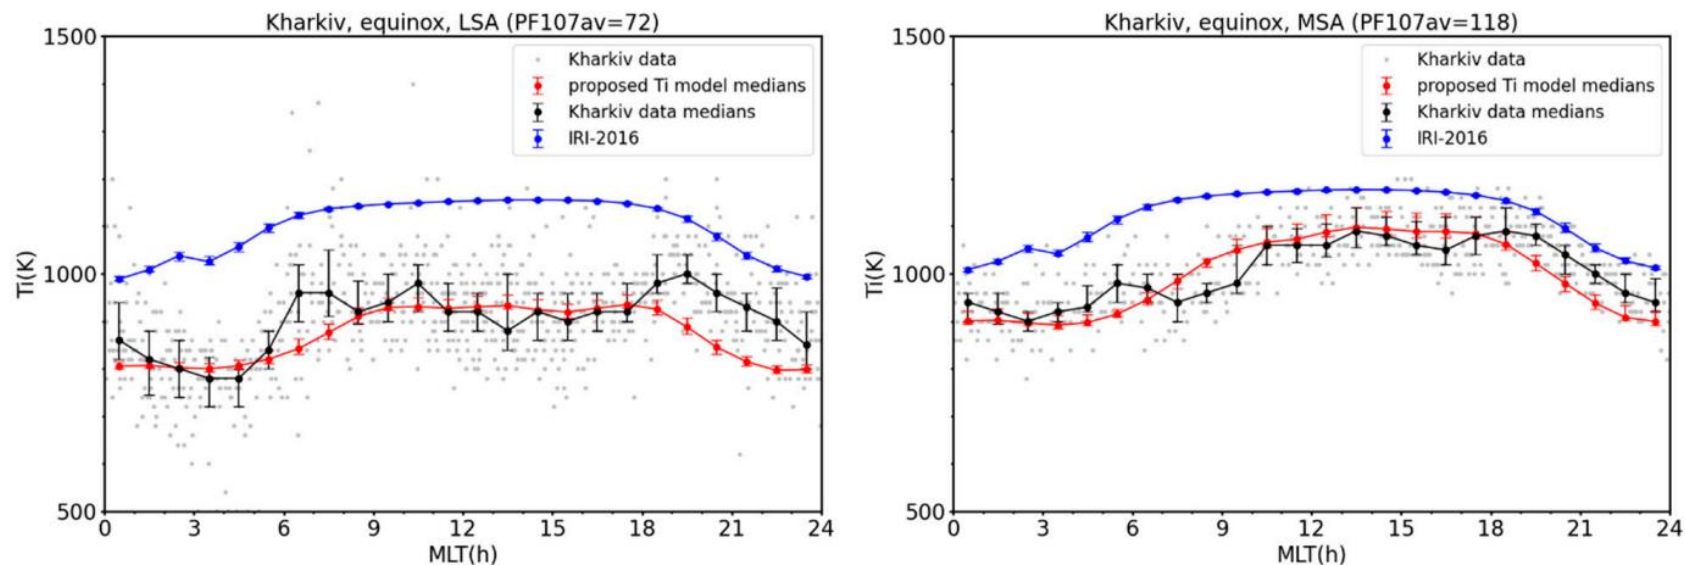 Kharkiv, equinox, LSA (PF107av=72)
1500
1000
500
Ti(K)
Kharkiv data
proposed Ti model medians
Kharkiv data medians
IRI-2016
0 3 6 9 12 15 18 21 24
MLT(h)
Kharkiv, equinox, MSA (PF107av=118)
1500
1000
500
Ti(K)
Kharkiv data
proposed Ti model medians
Kharkiv data medians
IRI-2016
0 3 6 9 12 15 18 21 24
MLT(h)